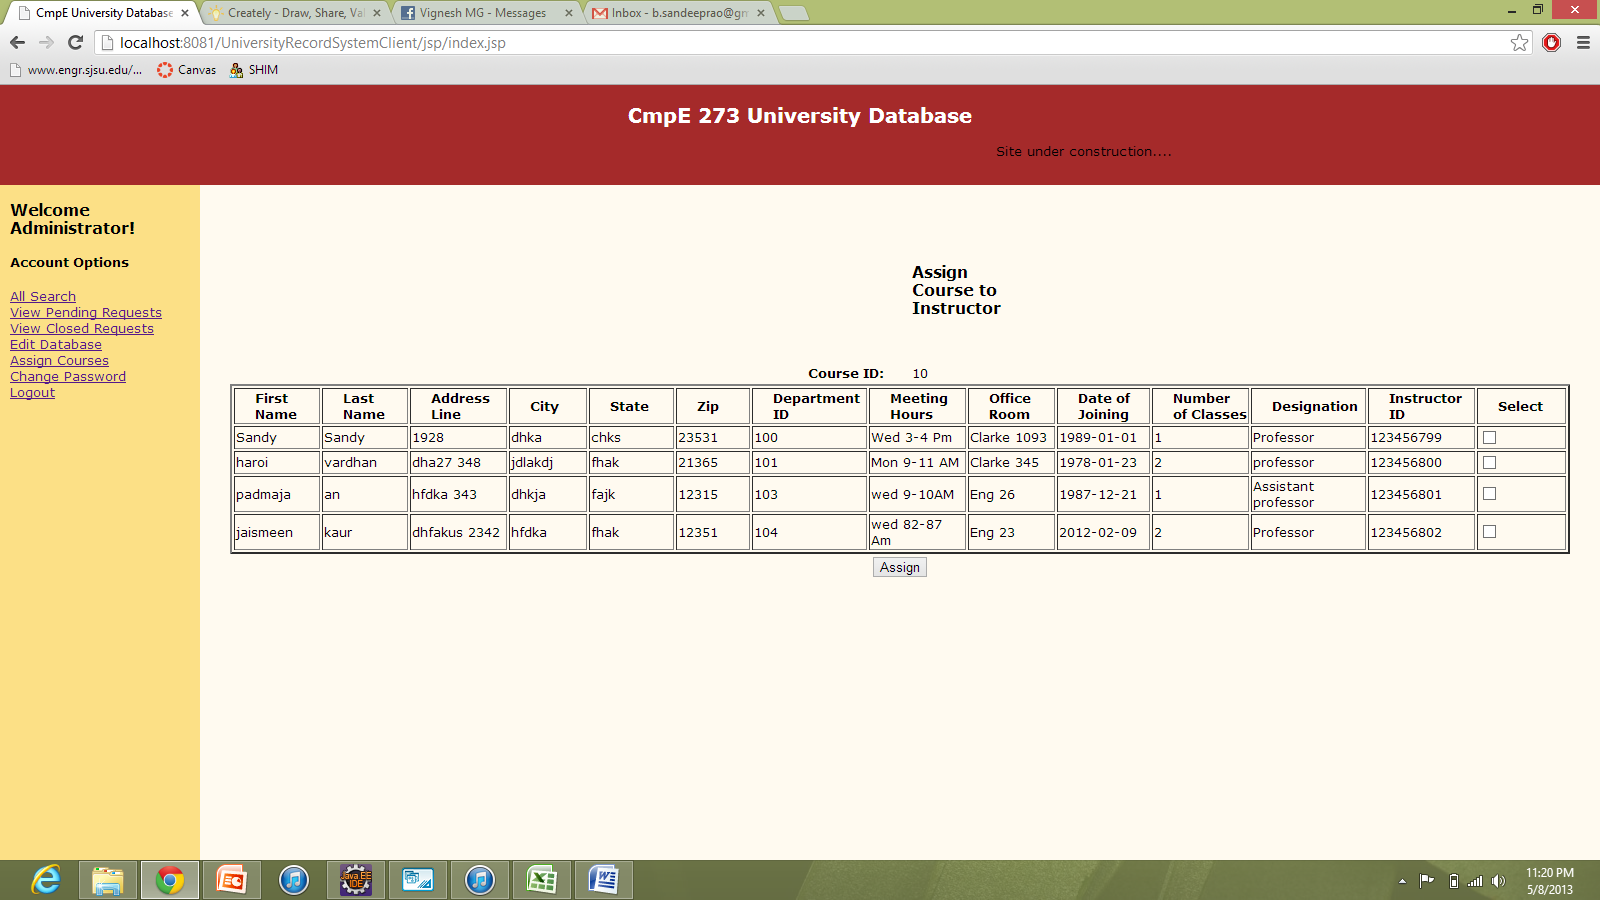 CmpE University Database
Creately - Draw, Share, Val
Vignesh MG - Messages
Inbox - b.sandeeprao@gm
localhost:8081/UniversityRecordSystemClient/jsp/index.jsp
www.engr.sjsu.edu/...
Canvas
SHIM
CmpE 273 University Database
Site under construction....
Welcome
Administrator!
Account Options
All Search
View Pending Requests
View Closed Requests
Edit Database
Assign Courses
Change Password
Logout
Assign
Course to
Instructor
Course ID: 10
First Name Last Name Address Line City State Zip Department ID Meeting Hours Office Room Date of Joining Number of Classes Designation Instructor ID Select
Sandy Sandy 1928 dhka chks 23531 100 Wed 3-4 Pm Clarke 1093 1989-01-01 1 Professor 123456799
haroi vardhan dha27 348 jdlakdj fhak 21365 101 Mon 9-11 AM Clarke 345 1978-01-23 2 professor 123456800
padmaja an hfdka 343 dhkja fajk 12315 103 wed 9-10AM Eng 26 1987-12-21 1 Assistant professor 123456801
jaismeen kaur dhfakus 2342 hfdka fhak 12351 104 wed 82-87 Am Eng 23 2012-02-09 2 Professor 123456802
Assign
Java EE
IDE
11:20 PM
5/8/2013